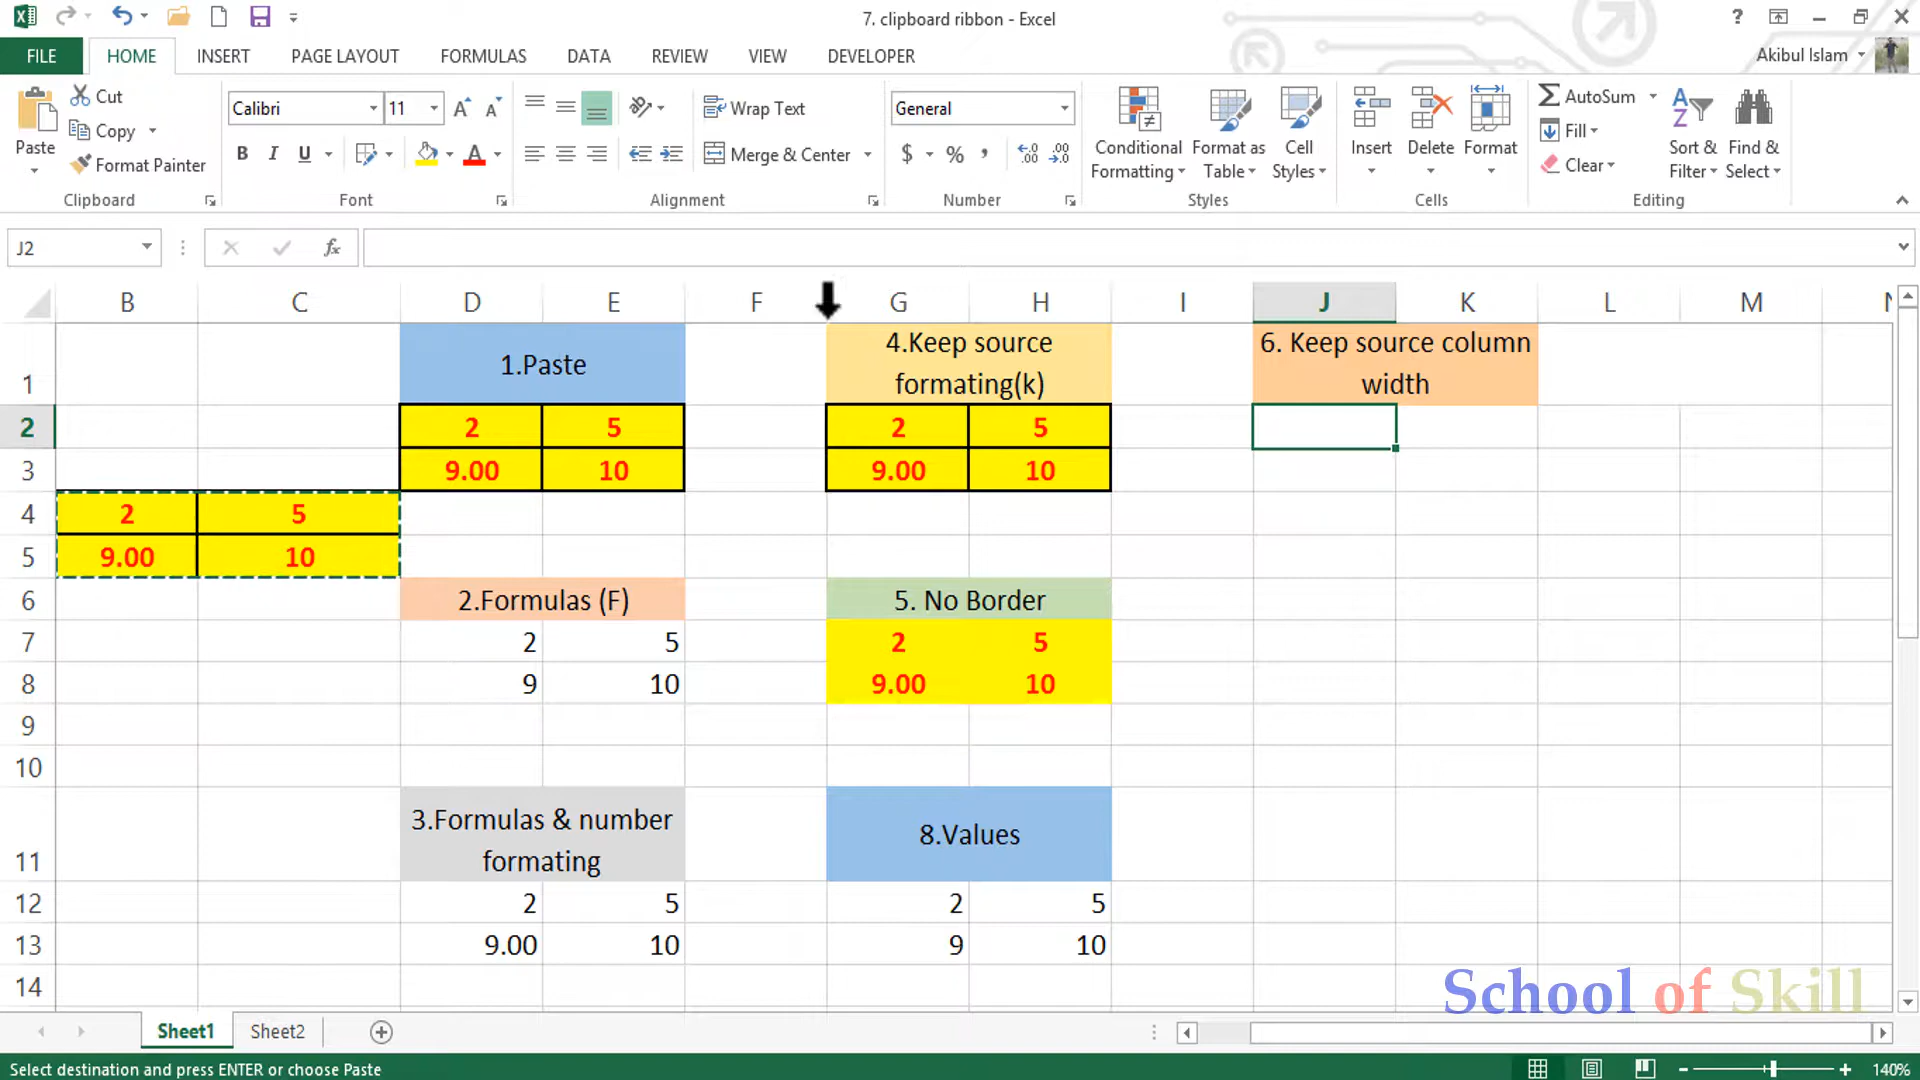 7. clipboard ribbon - Excel
?
FILE HOME INSERT PAGE LAYOUT FORMULAS DATA REVIEW VIEW DEVELOPER
Akibul Islam
Paste
Cut
Copy
Format Painter
Clipboard
Calibri 11
B I U A
Font
Wrap Text
Merge & Center
Alignment
General
$ % ,
Number
Conditional Formatting
Format as Table
Cell Styles
Styles
Insert
Delete
Format
Cells
AutoSum
Fill
Clear
Sort & Filter
Find & Select
Editing
J2
fx
B C D E F G H I J K L M N
1 1.Paste 4.Keep source formating(k) 6. Keep source column width
2 2 5 2 5
3 9.00 10 9.00 10
4 2 5
5 9.00 10
6 2.Formulas (F) 5. No Border
7 2 5 2 5
8 9 10 9.00 10
9
10
11 3.Formulas & number formating 8.Values
12 2 5 2 5
13 9.00 10 9 10
14
School of Skill
Sheet1 Sheet2
Select destination and press ENTER or choose Paste
140%